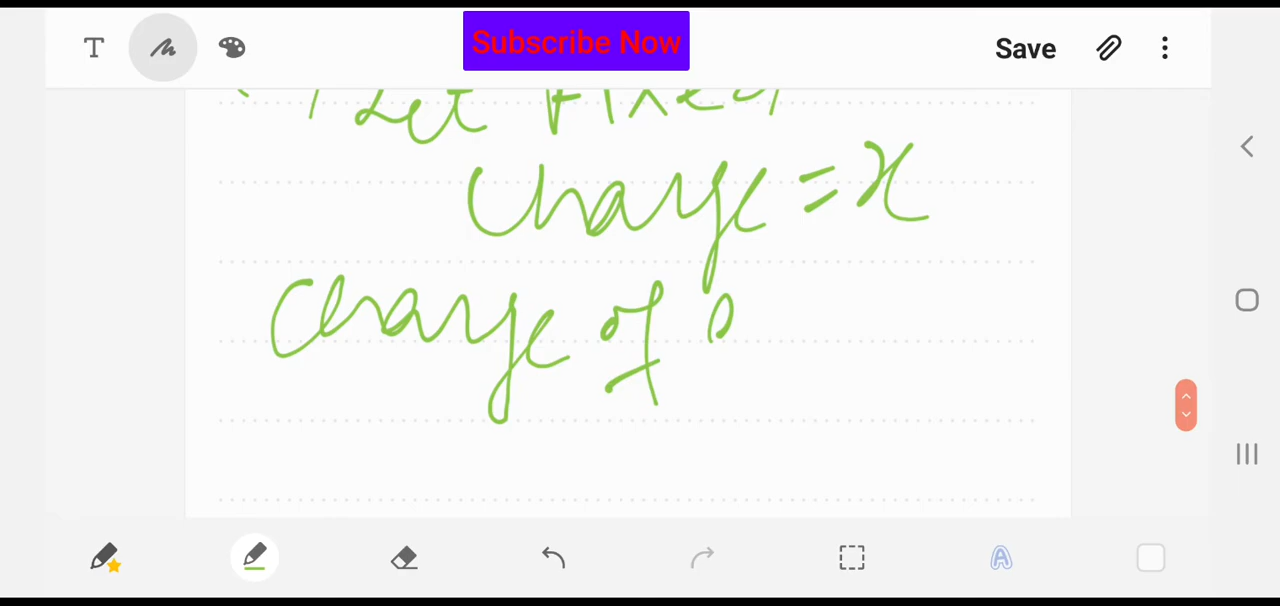 Subscribe Now
T Save
Let Fixed
Charge = x
Charge of